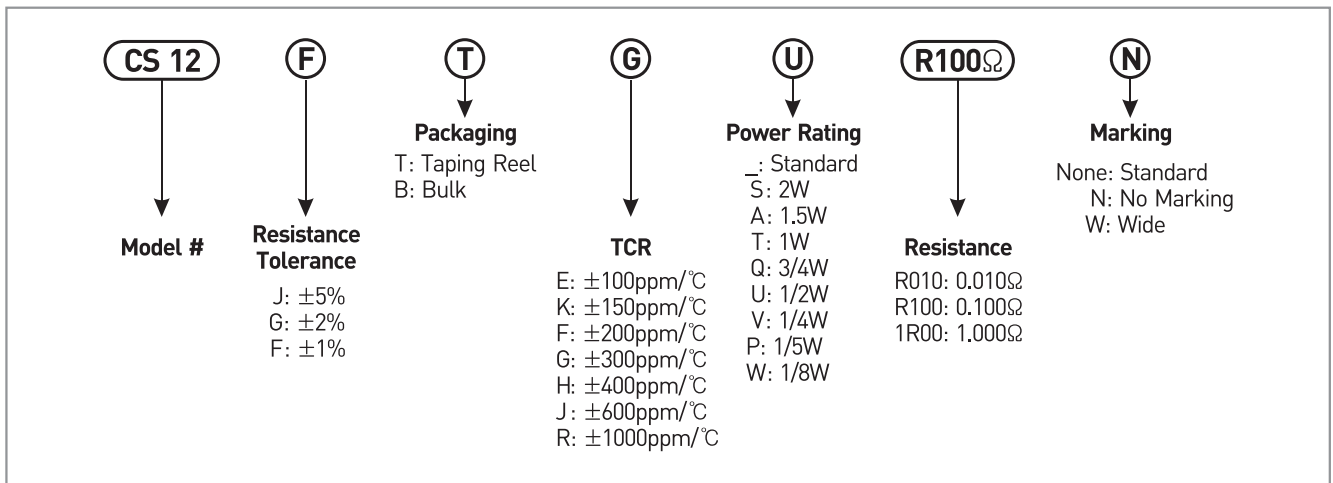 CS 12 F T G U R100Ω N
Model #
Resistance
Tolerance
J: ±5%
G: ±2%
F: ±1%
Packaging
T: Taping Reel
B: Bulk
TCR
E: ±100ppm/℃
K: ±150ppm/℃
F: ±200ppm/℃
G: ±300ppm/℃
H: ±400ppm/℃
J: ±600ppm/℃
R: ±1000ppm/℃
Power Rating
_: Standard
S: 2W
A: 1.5W
T: 1W
Q: 3/4W
U: 1/2W
V: 1/4W
P: 1/5W
W: 1/8W
Resistance
R010: 0.010Ω
R100: 0.100Ω
1R00: 1.000Ω
Marking
None: Standard
N: No Marking
W: Wide